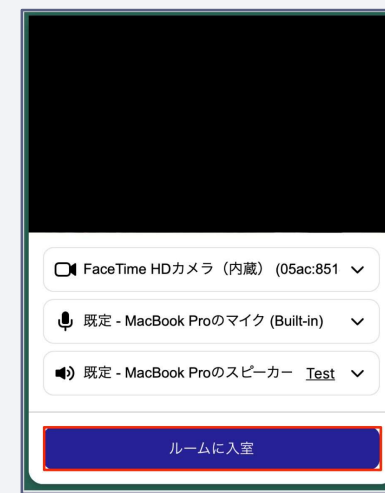 FaceTime HDカメラ（内蔵） (05ac:851
既定 - MacBook Proのマイク (Built-in)
既定 - MacBook Proのスピーカー Test
ルームに入室